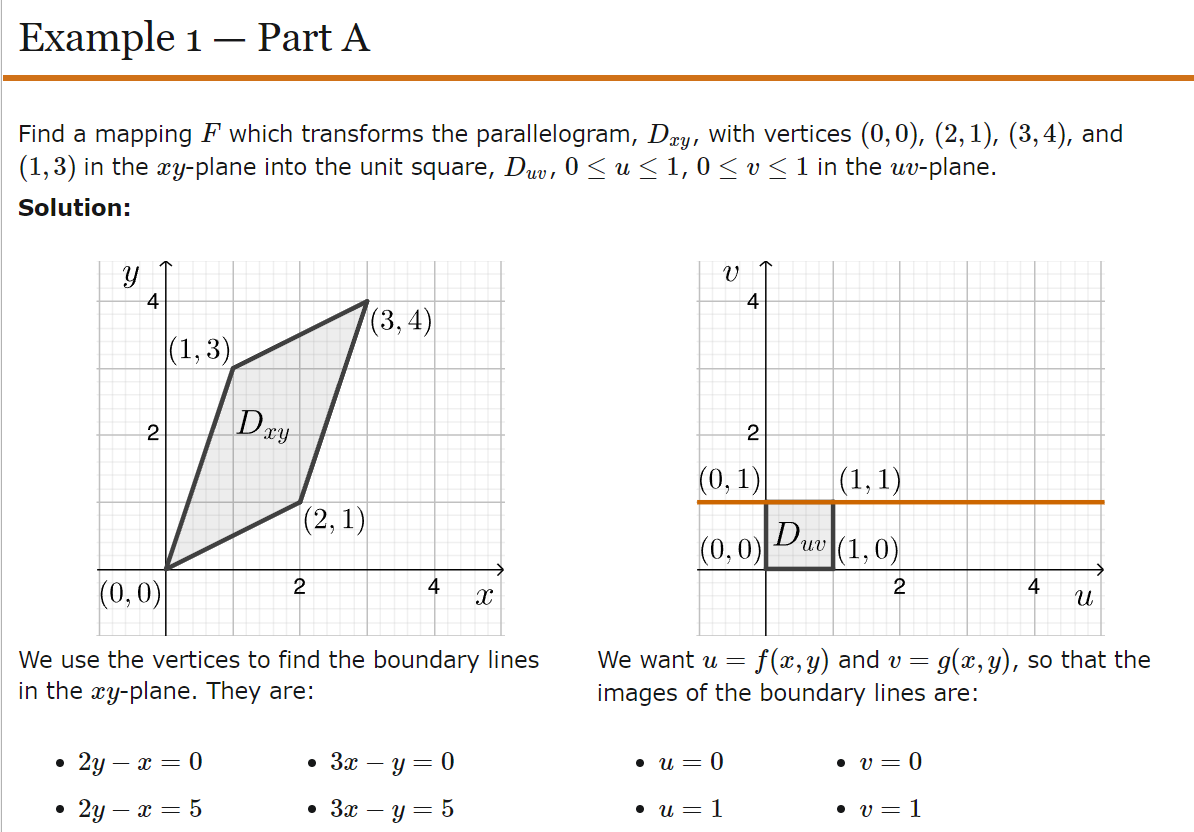 Example 1 — Part A
Find a mapping F which transforms the parallelogram, D_{xy}, with vertices (0, 0), (2, 1), (3, 4), and
(1, 3) in the xy-plane into the unit square, D_{uv}, 0 ≤ u ≤ 1, 0 ≤ v ≤ 1 in the uv-plane.
Solution:
y
4
(3, 4)
(1, 3)
D_{xy}
2
(2, 1)
(0, 0)
2
4
x
v
4
2
(0, 1)
(1, 1)
D_{uv}
(0, 0)
(1, 0)
2
4
u
We use the vertices to find the boundary lines
in the xy-plane. They are:
• 2y − x = 0
• 3x − y = 0
• 2y − x = 5
• 3x − y = 5
We want u = f(x, y) and v = g(x, y), so that the
images of the boundary lines are:
• u = 0
• v = 0
• u = 1
• v = 1